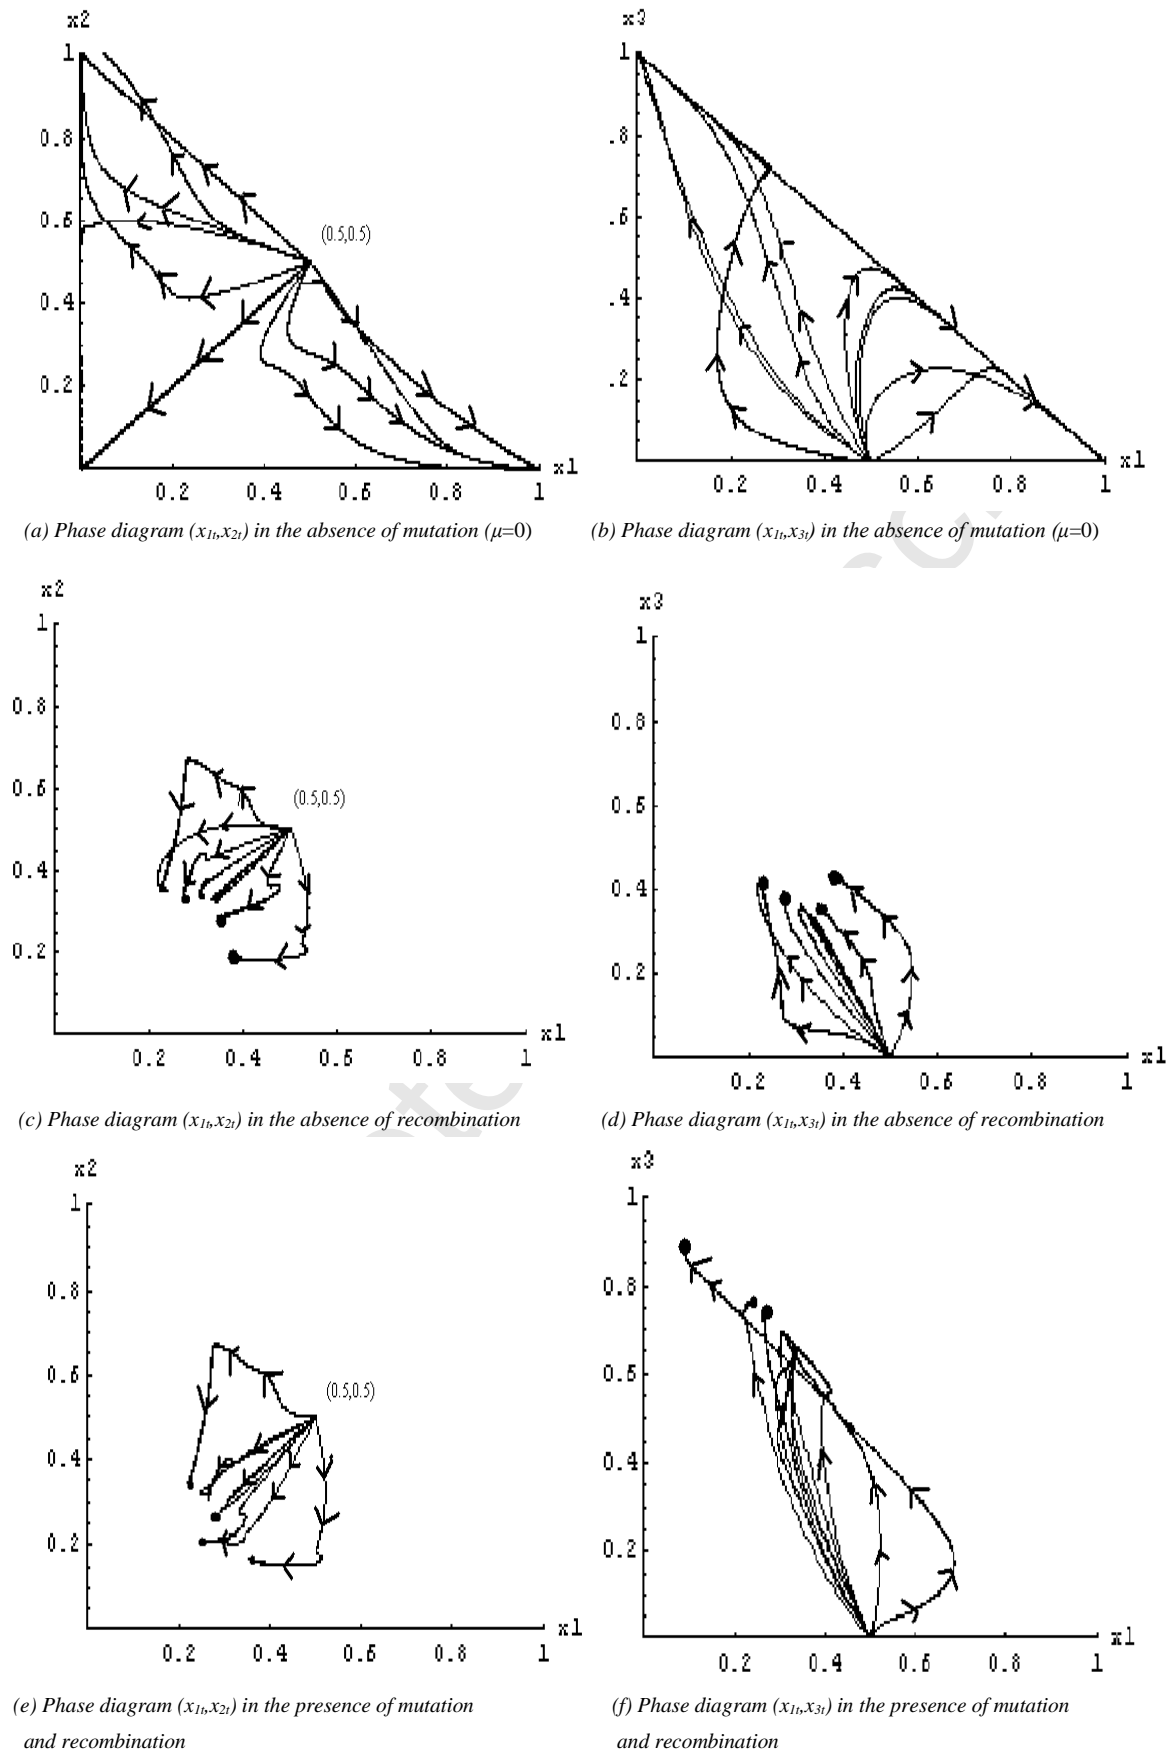 x2
1
0.8
0.6
0.4
0.2
(0.5,0.5)
0.2 0.4 0.6 0.8 1
x1
(a) Phase diagram (x1t,x2t) in the absence of mutation (μ=0)
x3
1
.8
.6
.4
.2
0.2 0.4 0.6 0.8 1
x1
(b) Phase diagram (x1t,x3t) in the absence of mutation (μ=0)
x2
1
0.8
0.6
0.4
0.2
(0.5,0.5)
0.2 0.4 0.6 0.8 1
x1
(c) Phase diagram (x1t,x2t) in the absence of recombination
x3
1
0.8
0.6
0.4
0.2
0.2 0.4 0.6 0.8 1
x1
(d) Phase diagram (x1t,x3t) in the absence of recombination
x2
1
0.8
0.6
0.4
0.2
(0.5,0.5)
0.2 0.4 0.6 0.8 1
x1
(e) Phase diagram (x1t,x2t) in the presence of mutation
and recombination
x3
1
0.8
0.6
0.4
0.2
0.2 0.4 0.6 0.8 1
x1
(f) Phase diagram (x1t,x3t) in the presence of mutation
and recombination